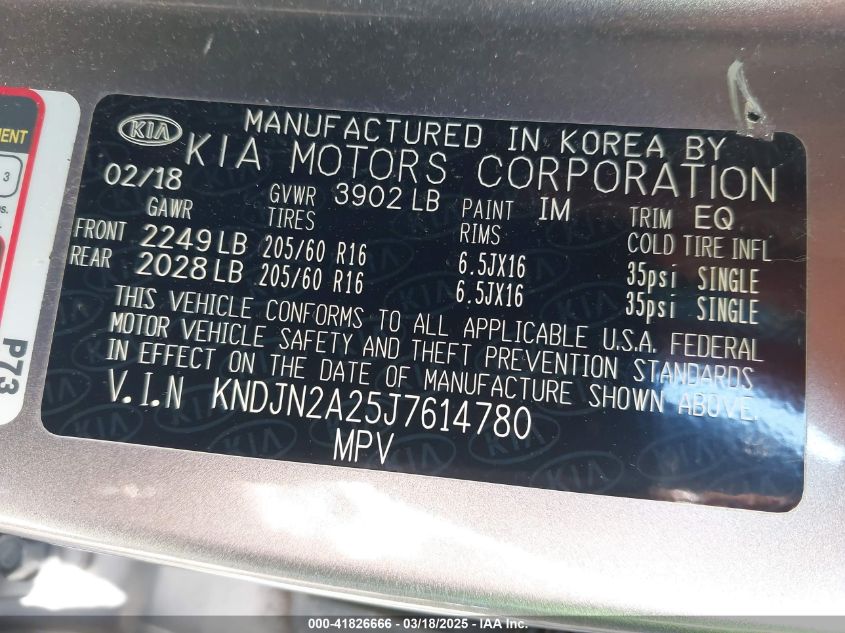 MENT
3
P73
KIA
MANUFACTURED IN KOREA BY
KIA MOTORS CORPORATION
02/18 GVWR 3902 LB PAINT IM TRIM EQ
GAWR TIRES RIMS COLD TIRE INFL
FRONT 2249 LB 205/60 R16 6.5JX16 35psi SINGLE
REAR 2028 LB 205/60 R16 6.5JX16 35psi SINGLE
THIS VEHICLE CONFORMS TO ALL APPLICABLE U.S.A. FEDERAL
MOTOR VEHICLE SAFETY AND THEFT PREVENTION STANDARDS
IN EFFECT ON THE DATE OF MANUFACTURE SHOWN ABOVE.
V.I.N KNDJN2A25J7614780
MPV
000-41826666 — 03/18/2025 — IAA Inc.